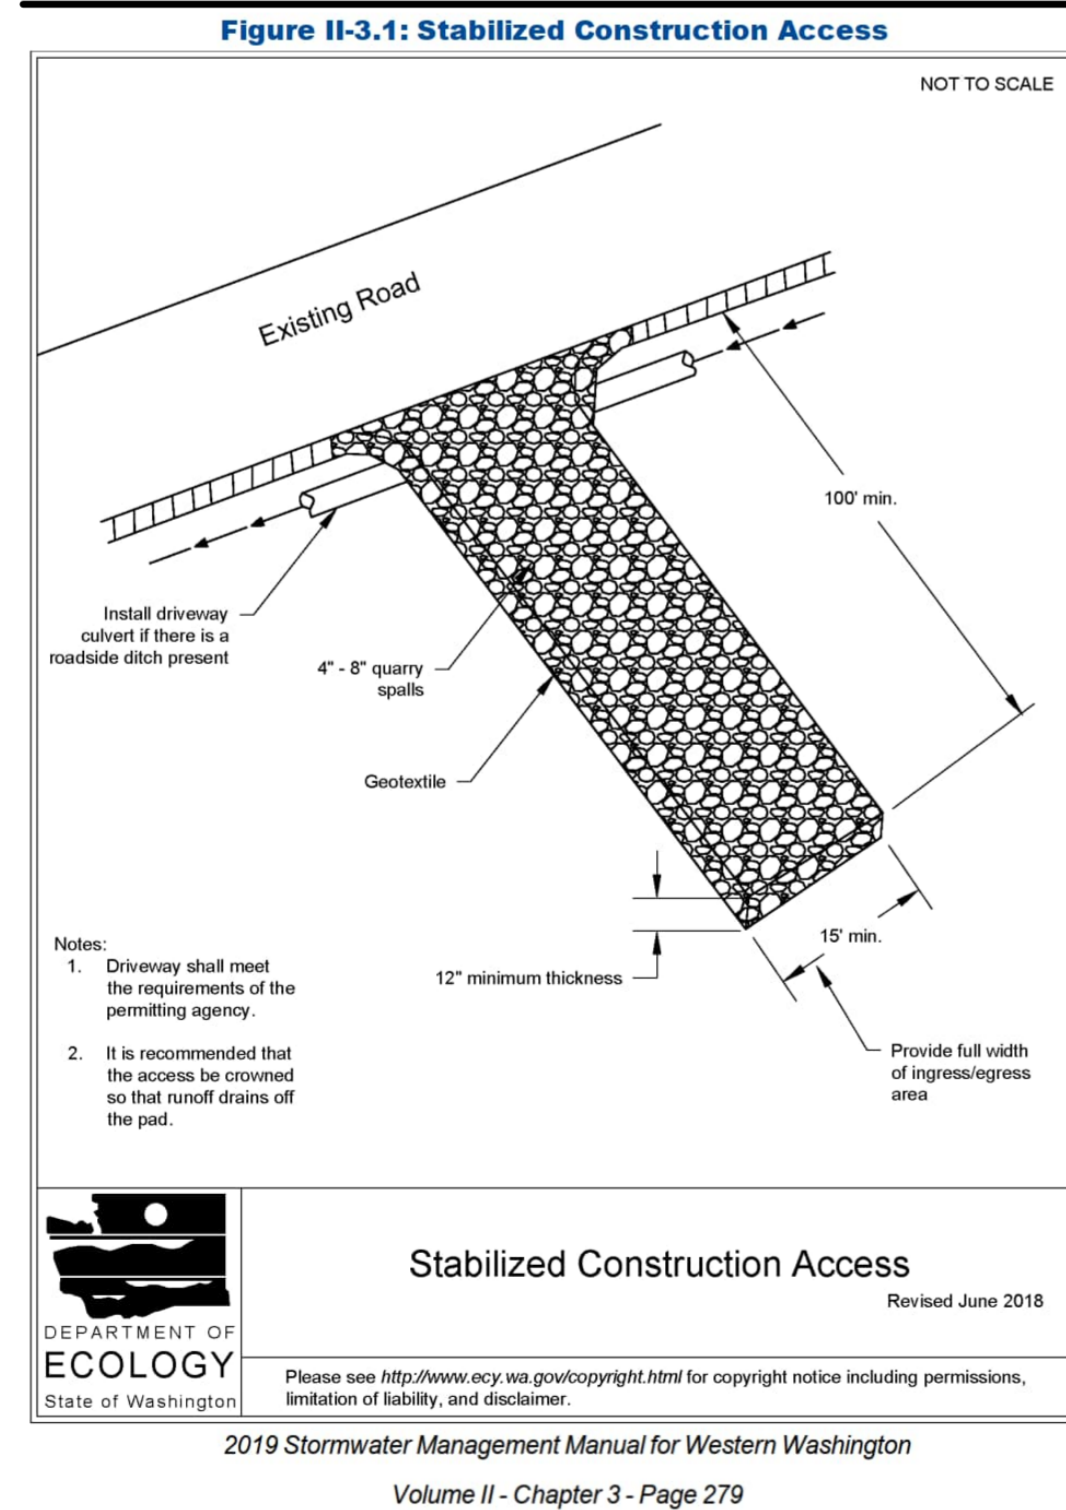 Figure II-3.1: Stabilized Construction Access
NOT TO SCALE
Existing Road
100' min.
Install driveway
culvert if there is a
roadside ditch present
4" - 8" quarry
spalls
Geotextile
15' min.
12" minimum thickness
Provide full width
of ingress/egress
area
Notes:
1. Driveway shall meet
the requirements of the
permitting agency.
2. It is recommended that
the access be crowned
so that runoff drains off
the pad.
DEPARTMENT OF
ECOLOGY
State of Washington
Stabilized Construction Access
Revised June 2018
Please see http://www.ecy.wa.gov/copyright.html for copyright notice including permissions,
limitation of liability, and disclaimer.
2019 Stormwater Management Manual for Western Washington
Volume II - Chapter 3 - Page 279